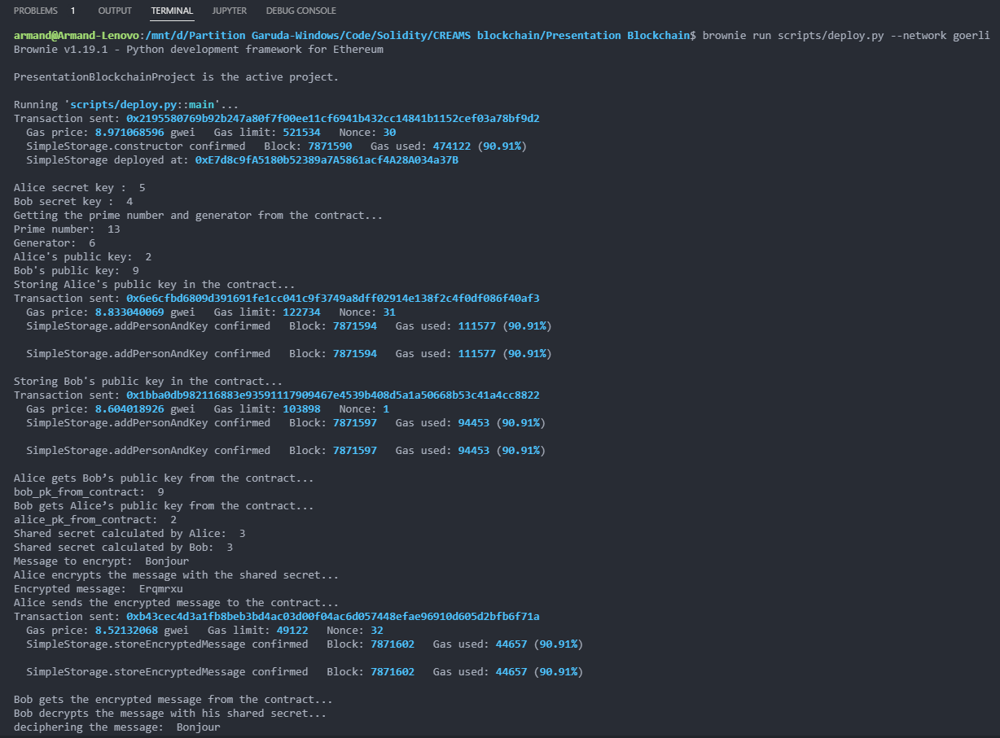 PROBLEMS 1 OUTPUT TERMINAL JUPYTER DEBUG CONSOLE
armand@Armand-Lenovo:/mnt/d/Partition Garuda-Windows/Code/Solidity/CREAMS blockchain/Presentation Blockchain$ brownie run scripts/deploy.py --network goerli
Brownie v1.19.1 - Python development framework for Ethereum
PresentationBlockchainProject is the active project.
Running 'scripts/deploy.py::main'...
Transaction sent: 0x2195580769b92b247a80f7f00ee11cf6941b432cc14841b1152cef03a78bf9d2
Gas price: 8.971068596 gwei Gas limit: 521534 Nonce: 30
SimpleStorage.constructor confirmed Block: 7871590 Gas used: 474122 (90.91%)
SimpleStorage deployed at: 0xE7d8c9fA5180b52389a7A5861acf4A28A034a37B
Alice secret key : 5
Bob secret key : 4
Getting the prime number and generator from the contract...
Prime number: 13
Generator: 6
Alice's public key: 2
Bob's public key: 9
Storing Alice's public key in the contract...
Transaction sent: 0x6e6cfbd6809d391691fe1cc041c9f3749a8dff02914e138f2c4f0df086f40af3
Gas price: 8.833040069 gwei Gas limit: 122734 Nonce: 31
SimpleStorage.addPersonAndKey confirmed Block: 7871594 Gas used: 111577 (90.91%)
SimpleStorage.addPersonAndKey confirmed Block: 7871594 Gas used: 111577 (90.91%)
Storing Bob's public key in the contract...
Transaction sent: 0x1bba0db982116883e93591117909467e4539b408d5a1a50668b53c41a4cc8822
Gas price: 8.604018926 gwei Gas limit: 103898 Nonce: 1
SimpleStorage.addPersonAndKey confirmed Block: 7871597 Gas used: 94453 (90.91%)
SimpleStorage.addPersonAndKey confirmed Block: 7871597 Gas used: 94453 (90.91%)
Alice gets Bob’s public key from the contract...
bob_pk_from_contract: 9
Bob gets Alice’s public key from the contract...
alice_pk_from_contract: 2
Shared secret calculated by Alice: 3
Shared secret calculated by Bob: 3
Message to encrypt: Bonjour
Alice encrypts the message with the shared secret...
Encrypted message: Erqmrxu
Alice sends the encrypted message to the contract...
Transaction sent: 0xb43cec4d3a1fb8beb3bd4ac03d00f04ac6d057448efae96910d605d2bfb6f71a
Gas price: 8.52132068 gwei Gas limit: 49122 Nonce: 32
SimpleStorage.storeEncryptedMessage confirmed Block: 7871602 Gas used: 44657 (90.91%)
SimpleStorage.storeEncryptedMessage confirmed Block: 7871602 Gas used: 44657 (90.91%)
Bob gets the encrypted message from the contract...
Bob decrypts the message with his shared secret...
deciphering the message: Bonjour